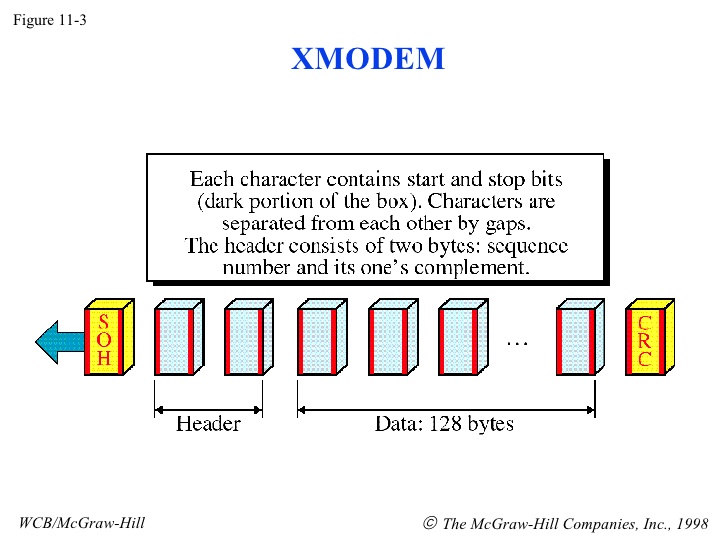 Figure 11-3
XMODEM
Each character contains start and stop bits
(dark portion of the box). Characters are
separated from each other by gaps.
The header consists of two bytes: sequence
number and its one’s complement.
SOH
...
CRC
Header
Data: 128 bytes
WCB/McGraw-Hill
© The McGraw-Hill Companies, Inc., 1998